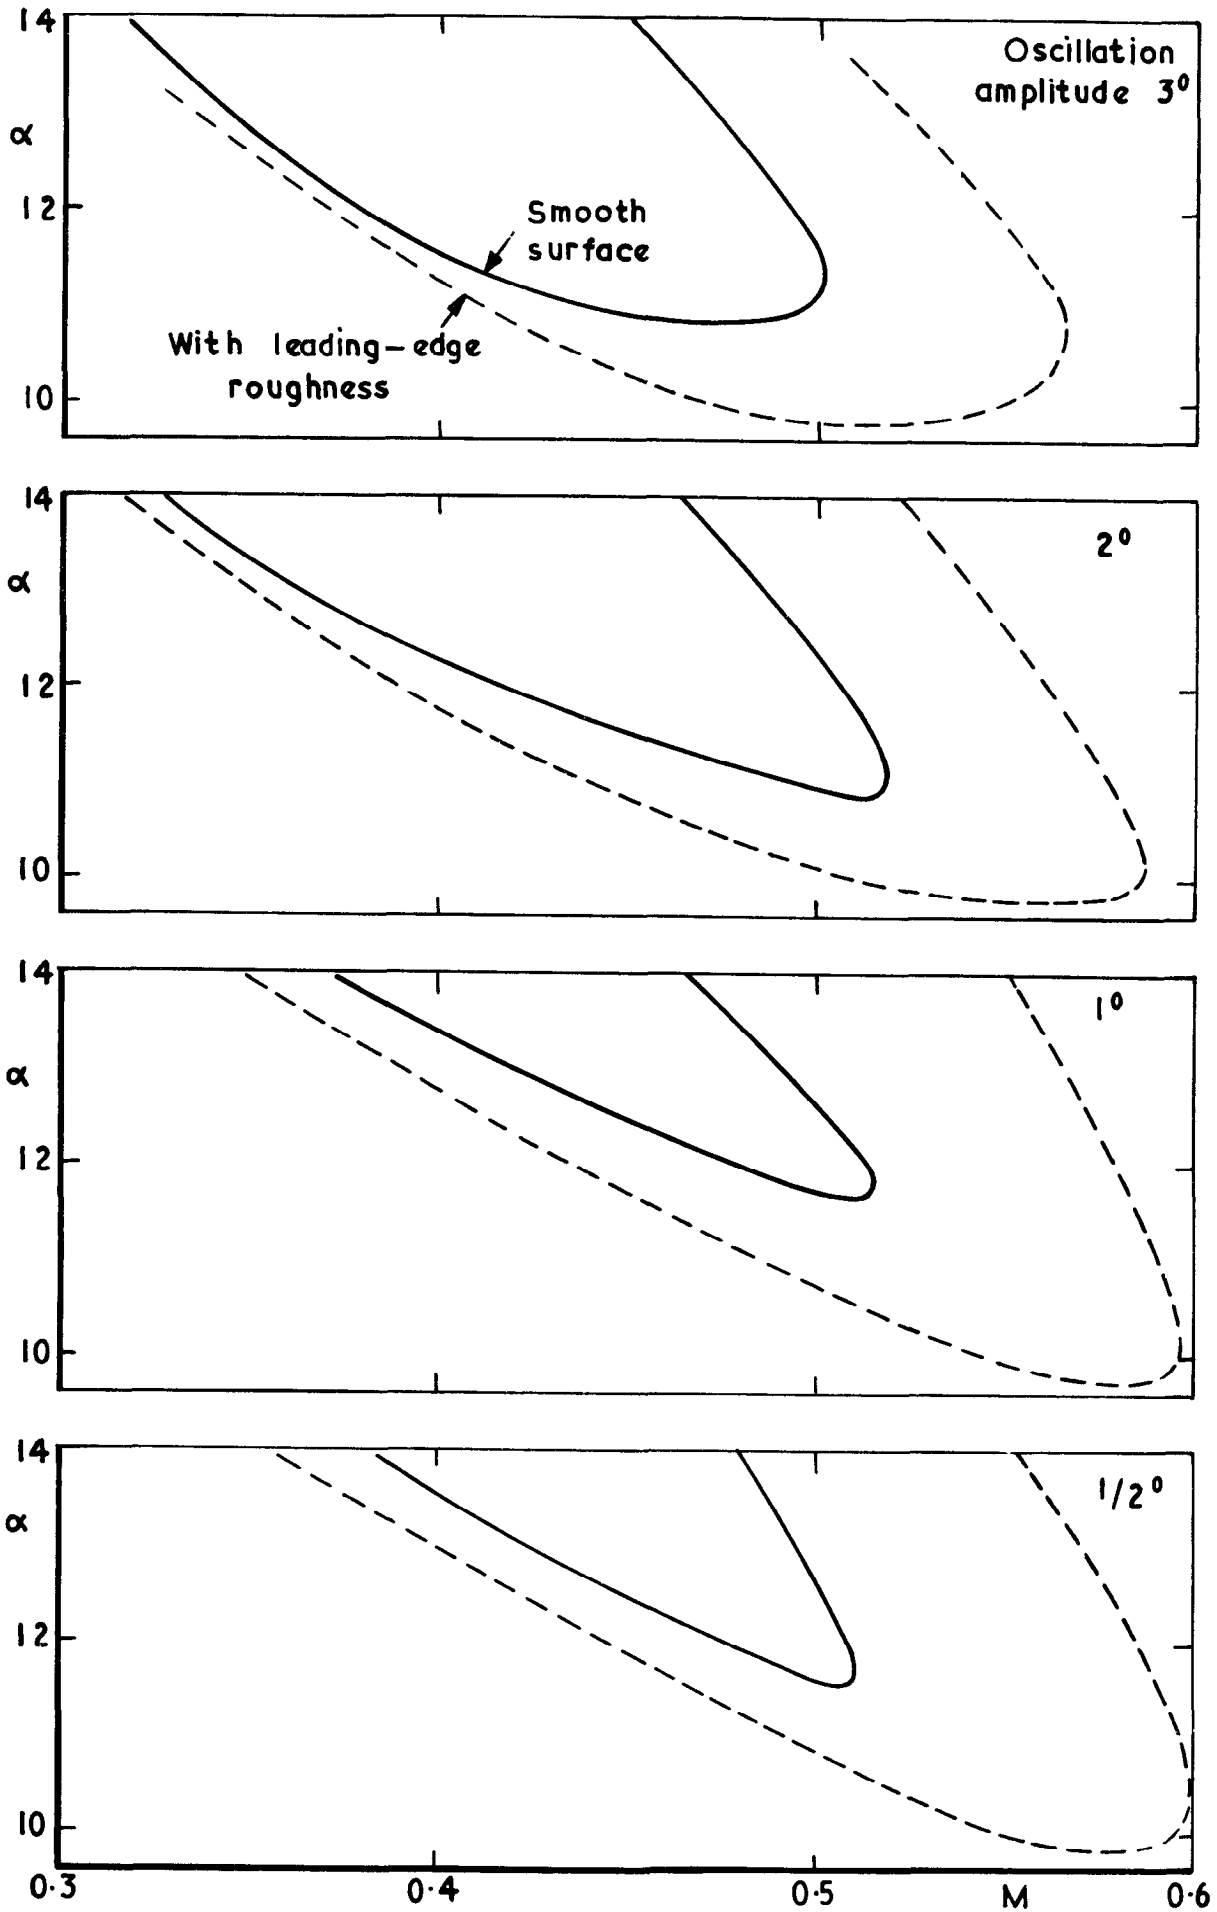 14
Oscillation
amplitude 3°
α
12
Smooth
surface
With leading-edge
roughness
10
14
2°
α
12
10
14
1°
α
12
10
14
1/2°
α
12
10
0.3 0.4 0.5 M 0.6